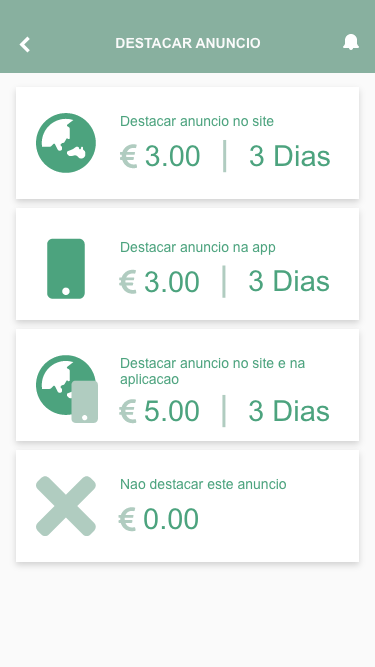 DESTACAR ANUNCIO
Destacar anuncio no site
€ 3.00 | 3 Dias
Destacar anuncio na app
€ 3.00 | 3 Dias
Destacar anuncio no site e na
aplicacao
€ 5.00 | 3 Dias
Nao destacar este anuncio
€ 0.00